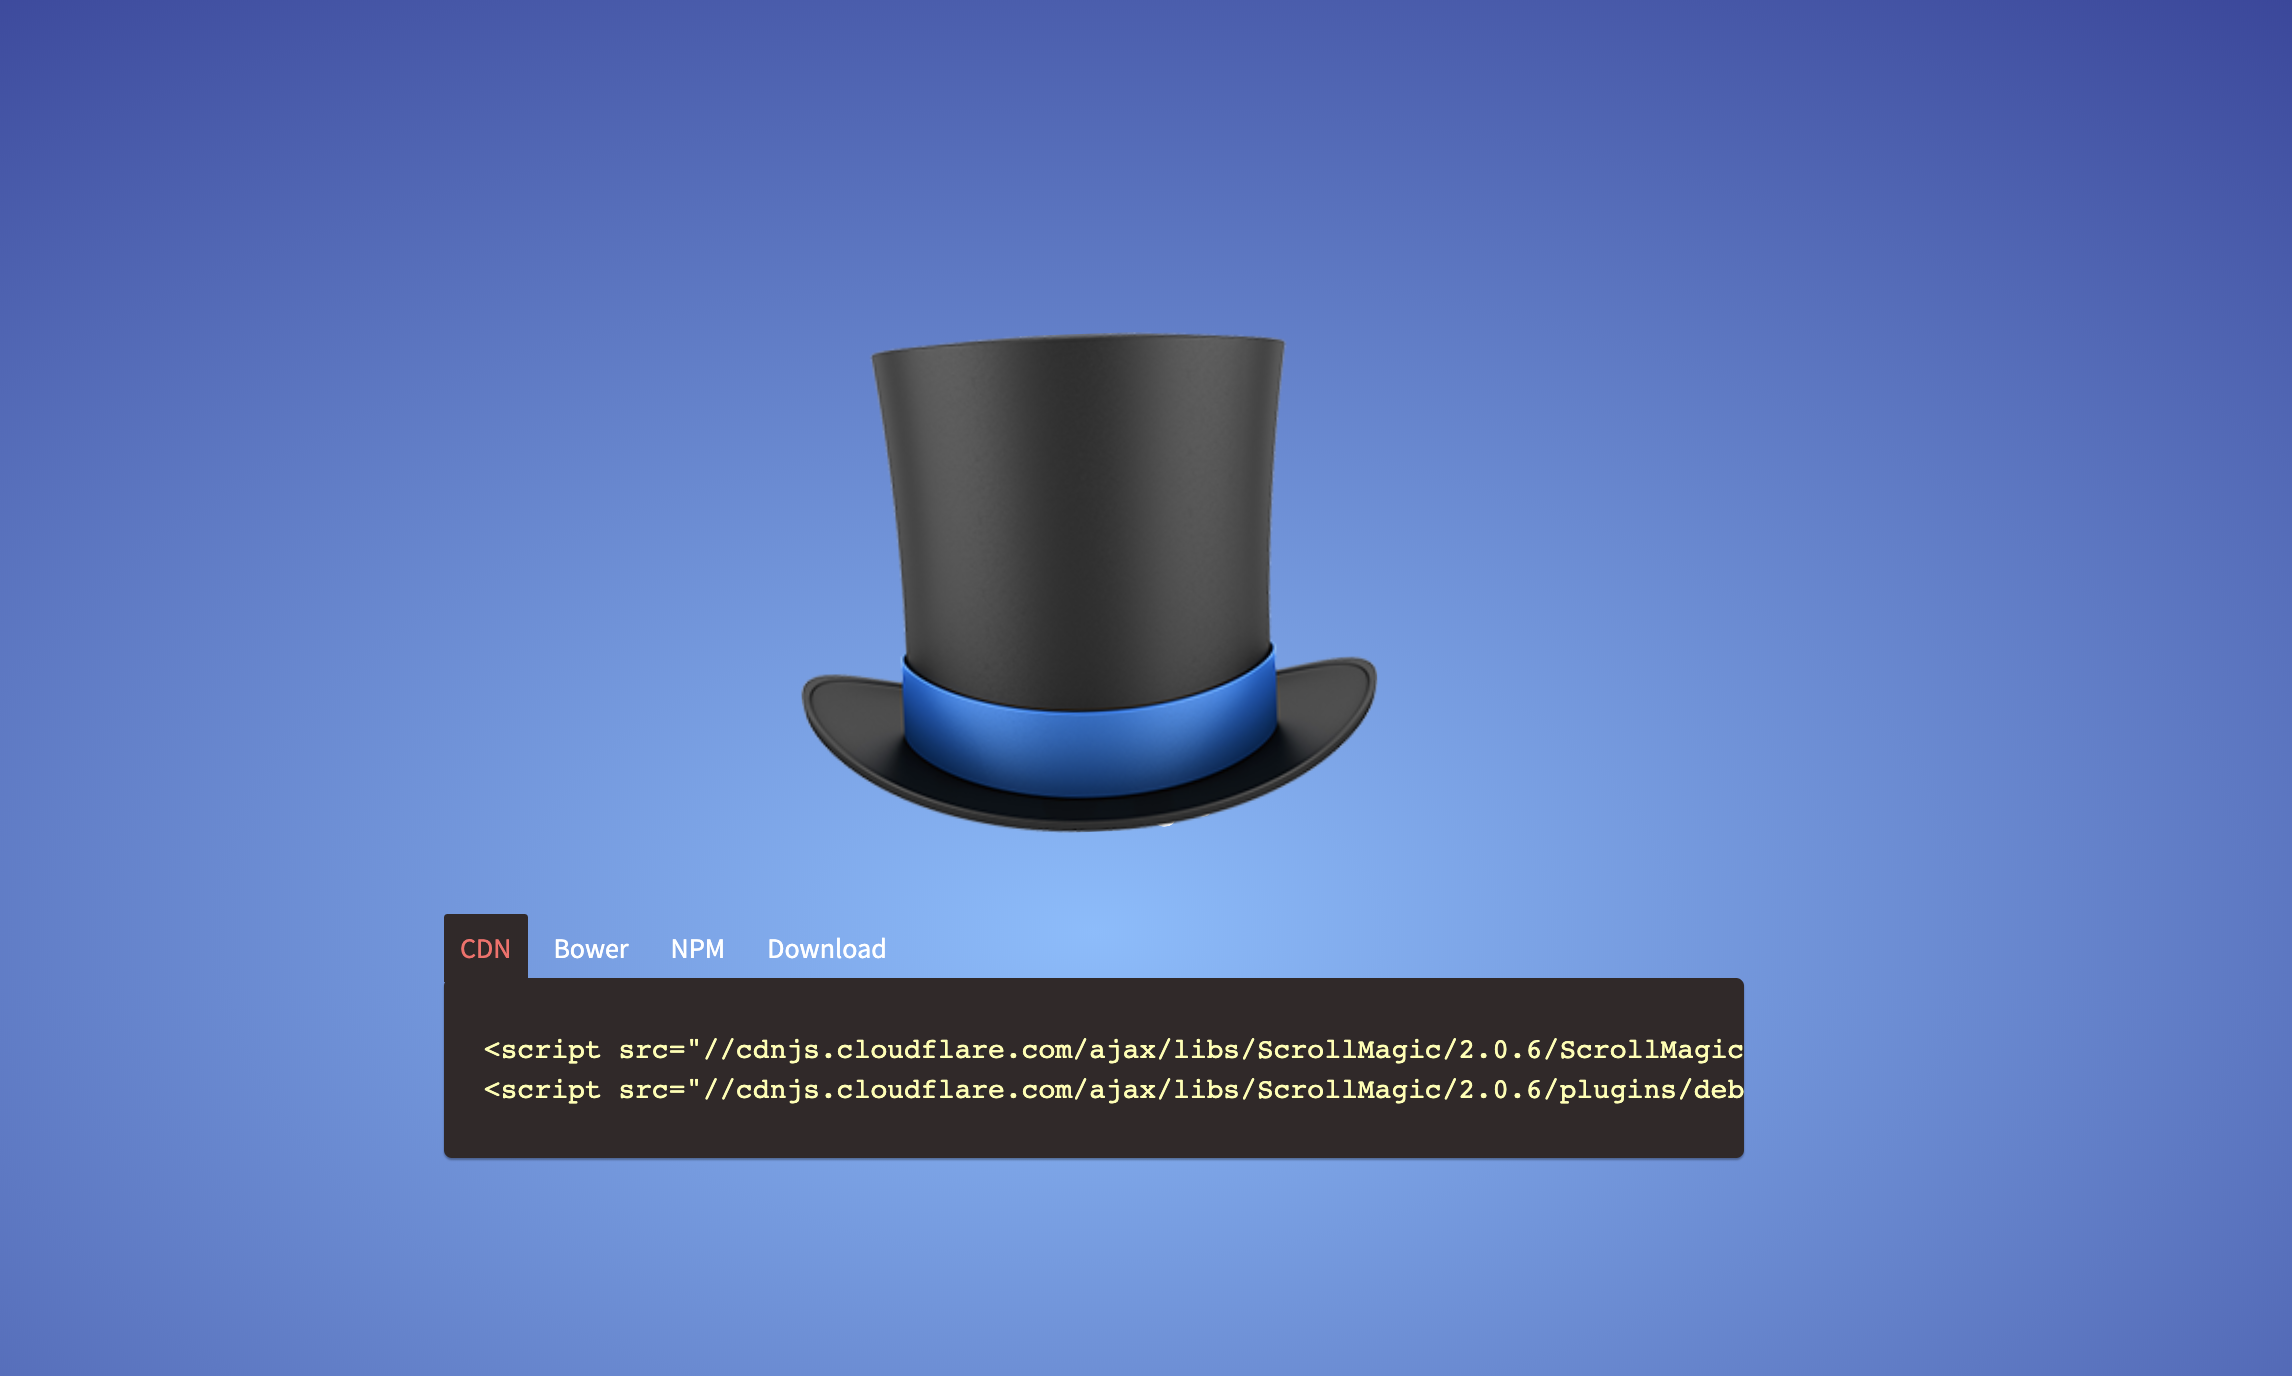 CDN Bower NPM Download
<script src="//cdnjs.cloudflare.com/ajax/libs/ScrollMagic/2.0.6/ScrollMagic
<script src="//cdnjs.cloudflare.com/ajax/libs/ScrollMagic/2.0.6/plugins/deb